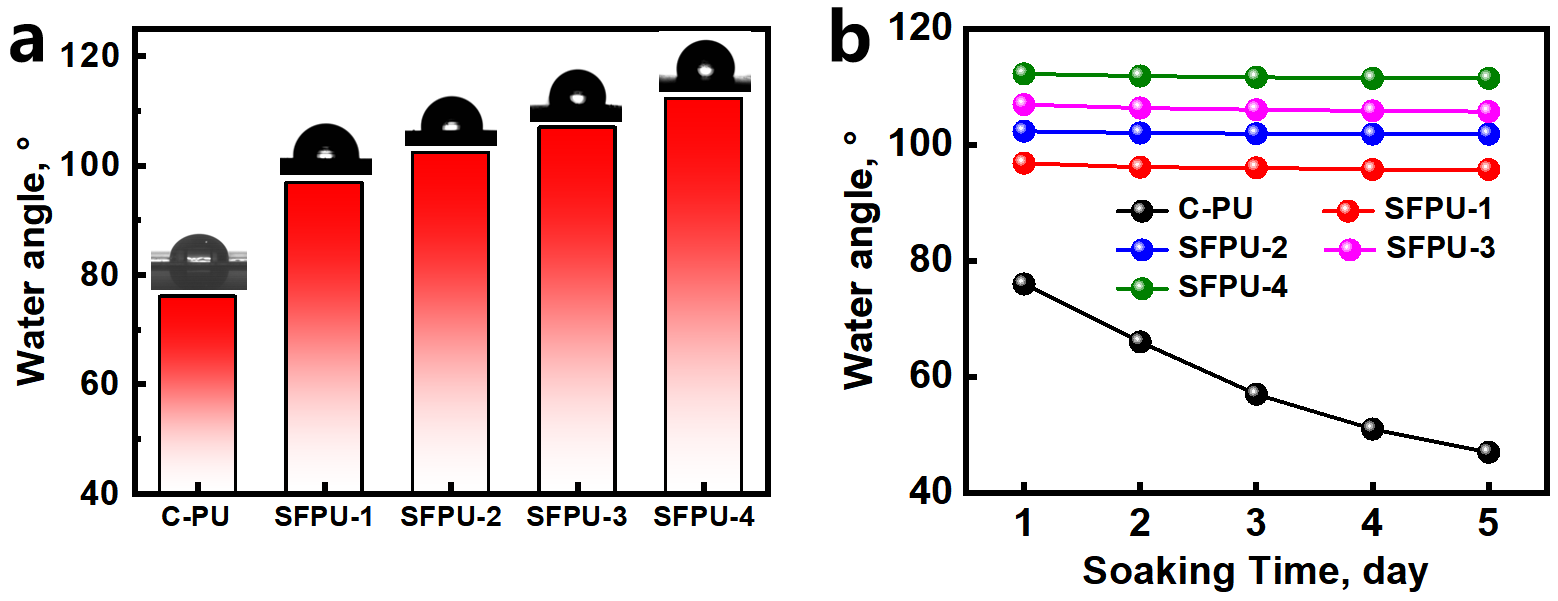 a
Water angle, °
120
100
80
60
40
C-PU SFPU-1 SFPU-2 SFPU-3 SFPU-4
b
Water angle, °
120
100
80
60
40
C-PU SFPU-1
SFPU-2 SFPU-3
SFPU-4
1 2 3 4 5
Soaking Time, day